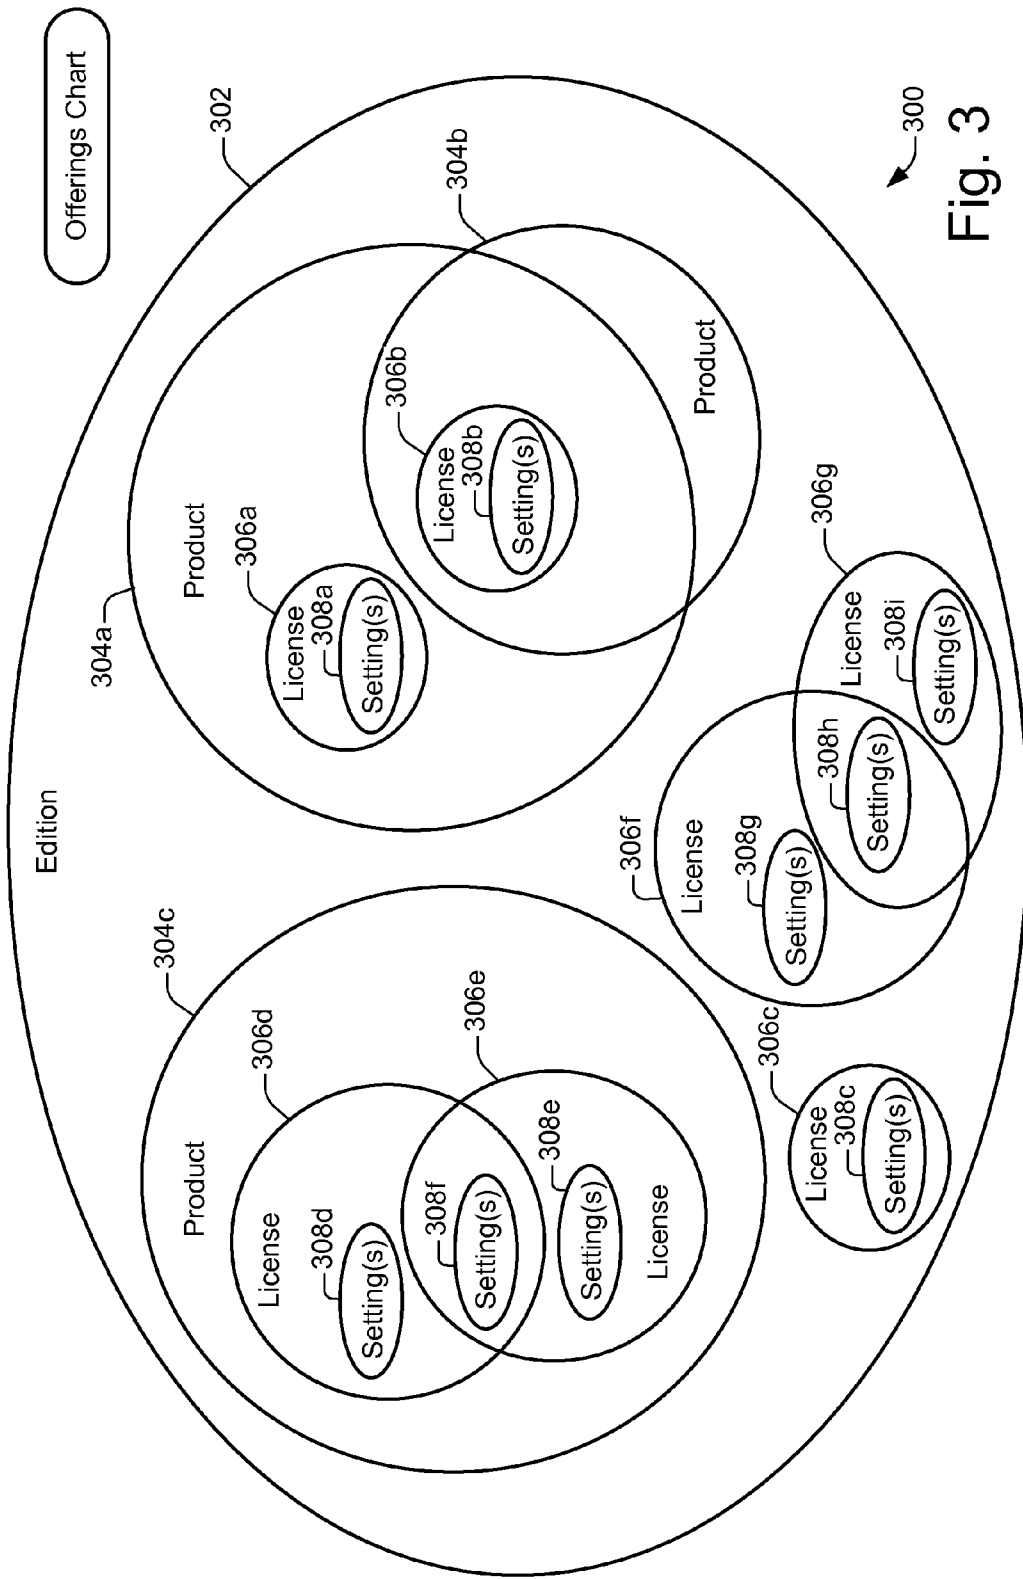 Offerings Chart
Edition
302
304c
Product
306d
License
308d
Setting(s)
308f
Setting(s)
306e
308e
Setting(s)
License
304a
Product
306a
License
308a
Setting(s)
304b
306b
License
308b
Setting(s)
Product
306c
License
308c
Setting(s)
306f
License
308g
Setting(s)
308h
Setting(s)
306g
License
308i
Setting(s)
300
Fig. 3